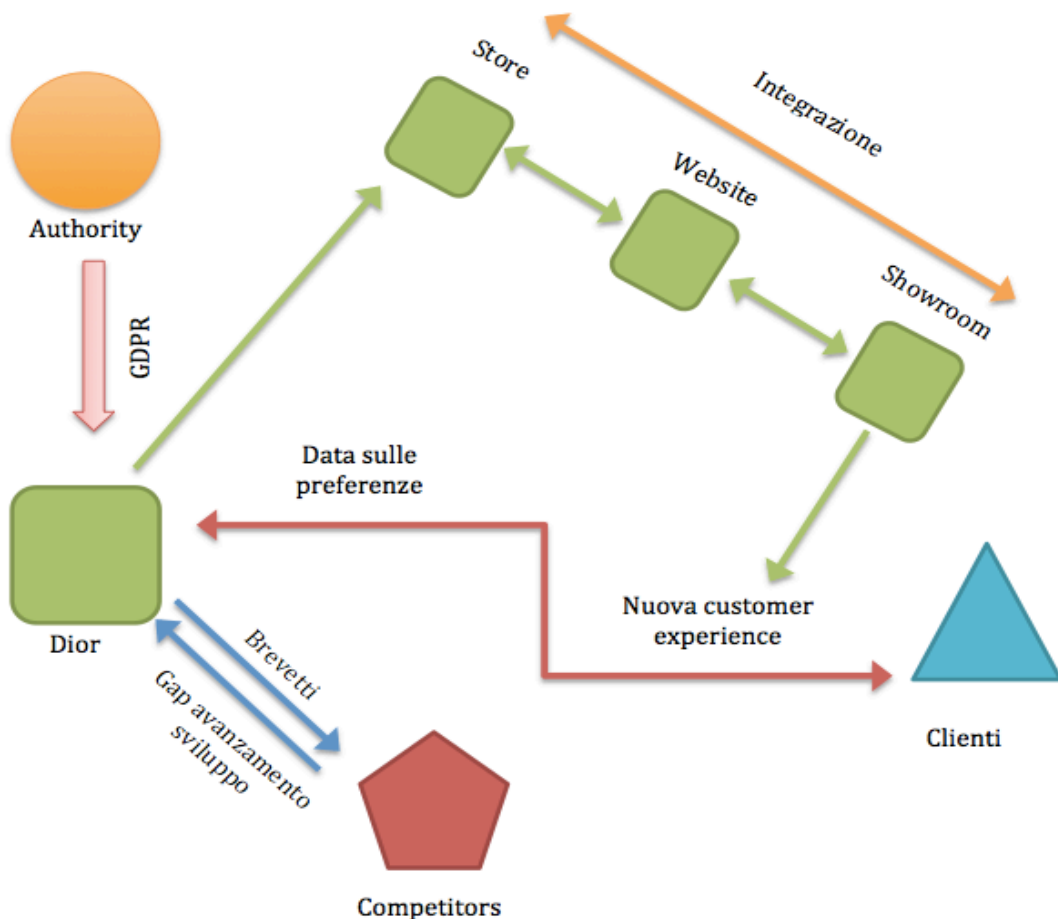 Store
Integrazione
Website
Authority
Showroom
GDPR
Data sulle
preferenze
Nuova customer
experience
Dior
Brevetti
Gap avanzamento
sviluppo
Clienti
Competitors